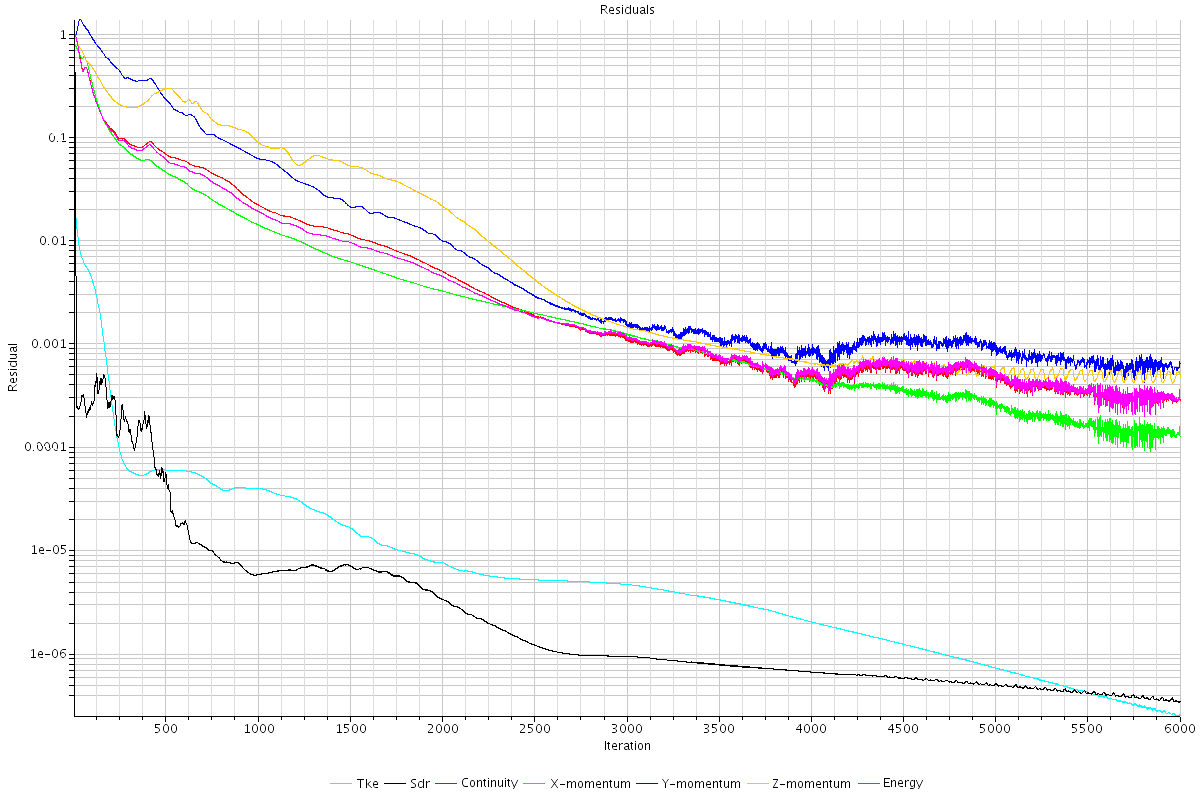 Residuals
1
0.1
0.01
0.001
0.0001
1e-05
1e-06
Residual
500 1000 1500 2000 2500 3000 3500 4000 4500 5000 5500 6000
Iteration
Tke Sdr Continuity X-momentum Y-momentum Z-momentum Energy